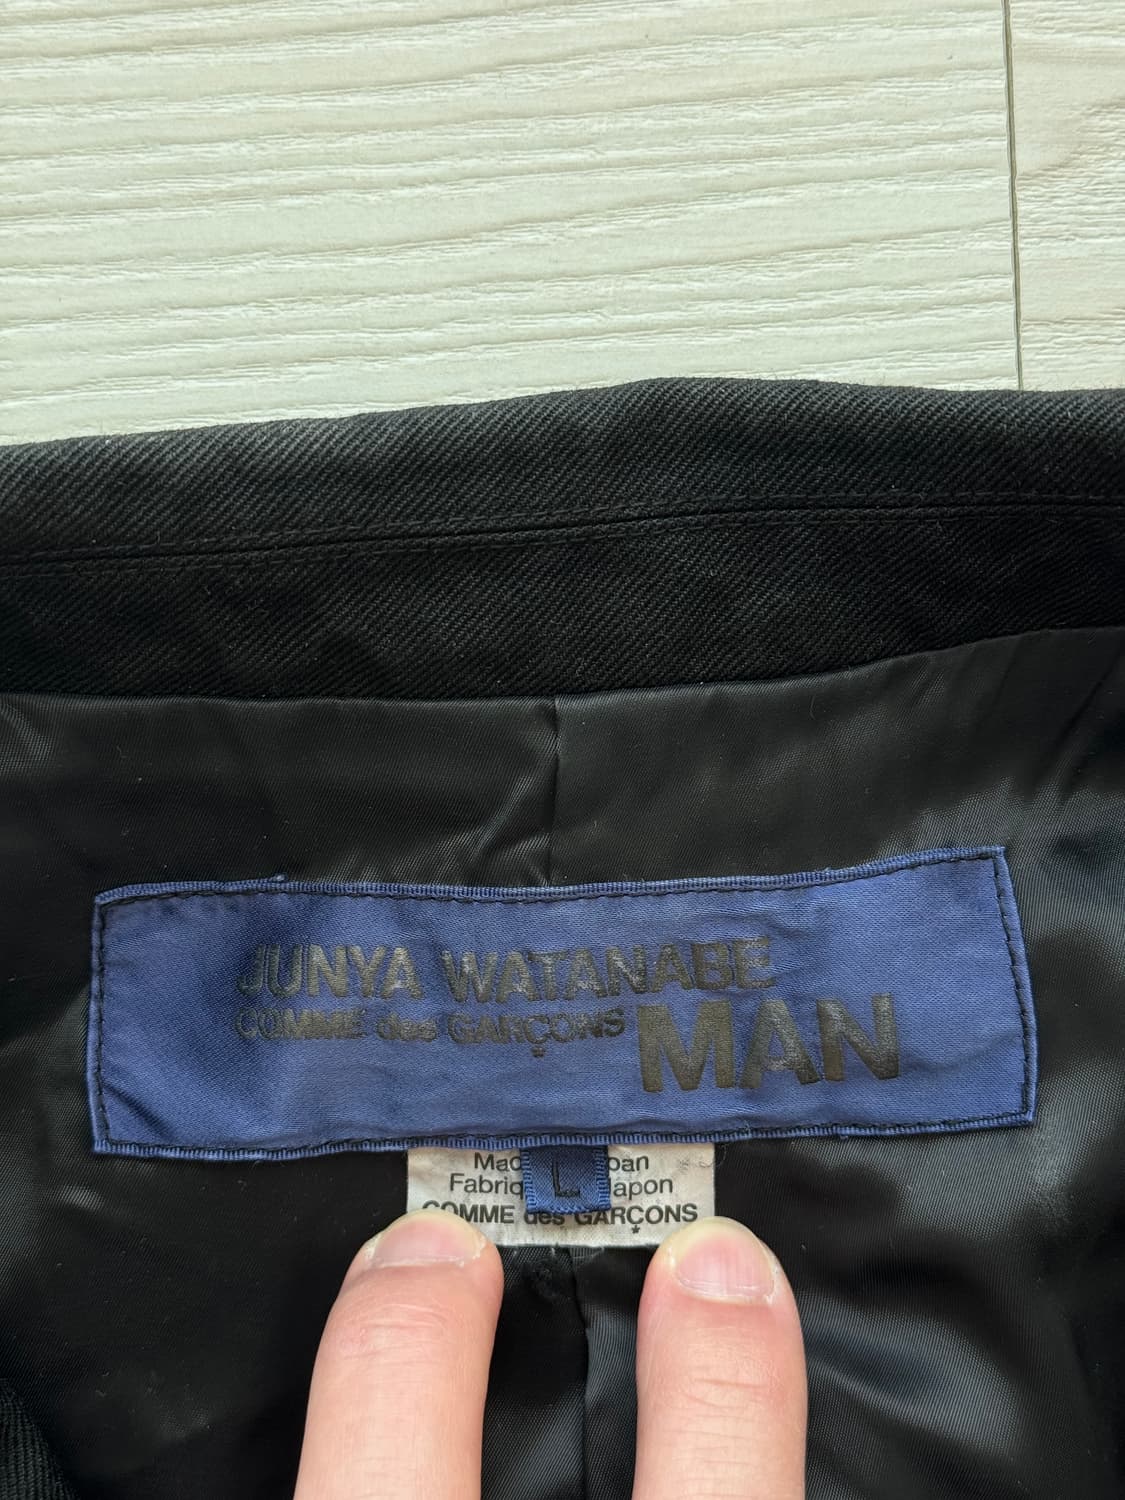 JUNYA WATANABE
COMME des GARÇONS MAN
L
COMME des GARÇONS